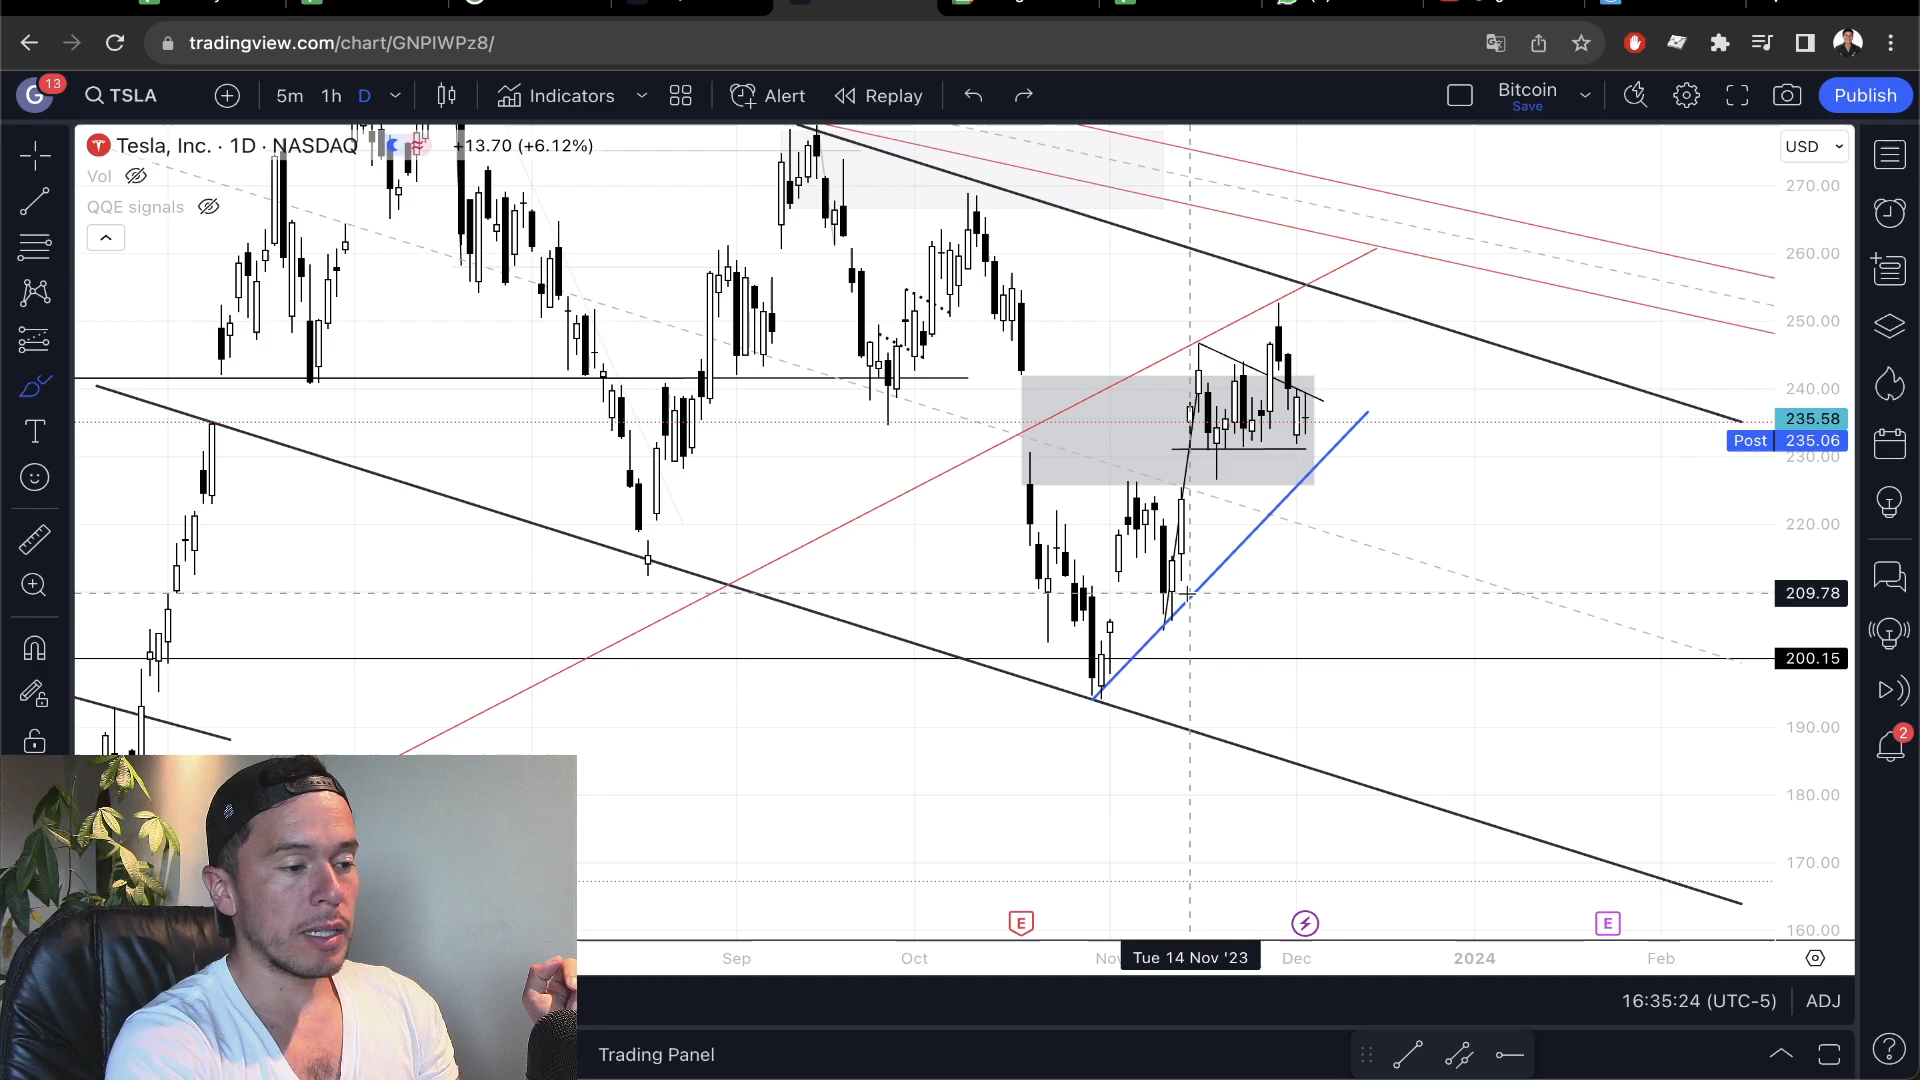 tradingview.com/chart/GNPIWPz8/
G
13
TSLA
5m 1h D
Indicators
Alert
Replay
Bitcoin
Save
Publish
Tesla, Inc. · 1D · NASDAQ
+13.70 (+6.12%)
USD
Vol
QQE signals
270.00
260.00
250.00
240.00
235.58
Post 235.06
230.00
220.00
209.78
200.15
190.00
2
180.00
170.00
160.00
E
E
Sep
Oct
Nov
Tue 14 Nov '23
Dec
2024
Feb
16:35:24 (UTC-5)
ADJ
Trading Panel